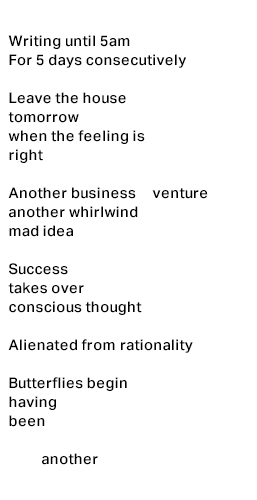 Writing until 5am
For 5 days consecutively
Leave the house
tomorrow
when the feeling is
right
Another business venture
another whirlwind
mad idea
Success
takes over
conscious thought
Alienated from rationality
Butterflies begin
having
been
another